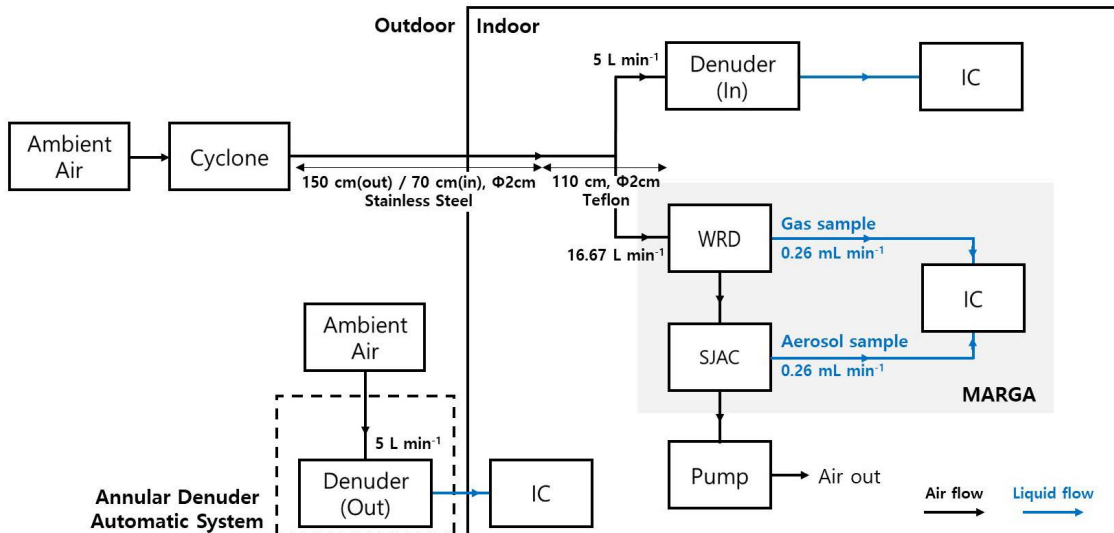 Outdoor
Indoor
5 L min⁻¹
Denuder
(In)
IC
Ambient
Air
Cyclone
150 cm(out) / 70 cm(in), Φ2cm
Stainless Steel
110 cm, Φ2cm
Teflon
16.67 L min⁻¹
WRD
Gas sample
0.26 mL min⁻¹
IC
Ambient
Air
SJAC
Aerosol sample
0.26 mL min⁻¹
MARGA
5 L min⁻¹
Denuder
(Out)
IC
Annular Denuder
Automatic System
Pump
Air out
Air flow
Liquid flow